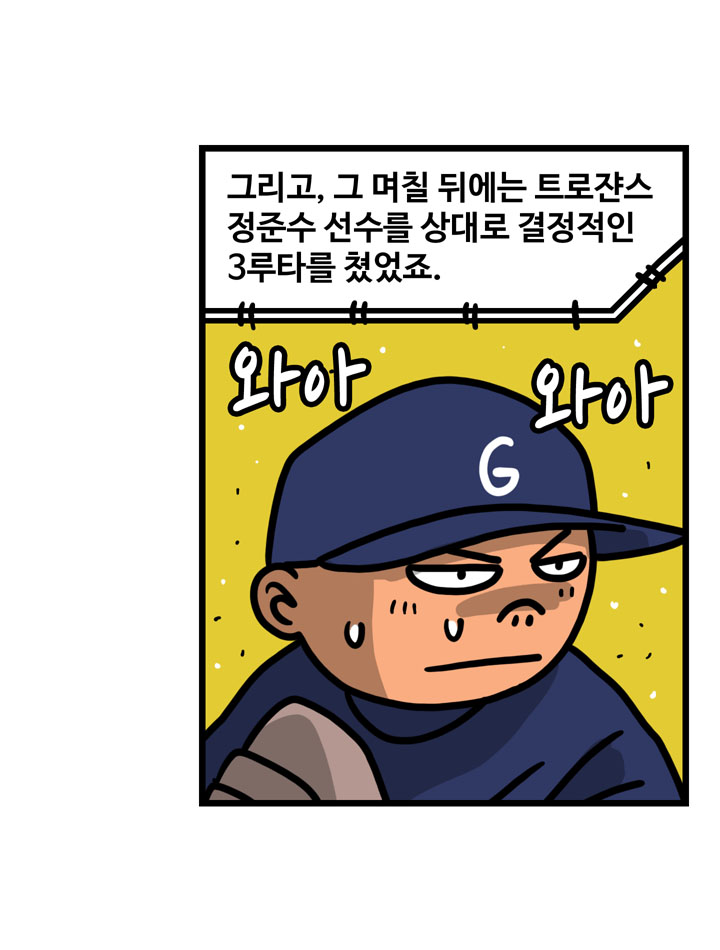 그리고, 그 며칠 뒤에는 트로쟌스
정준수 선수를 상대로 결정적인
3루타를 쳤었죠.
와아
와아
G